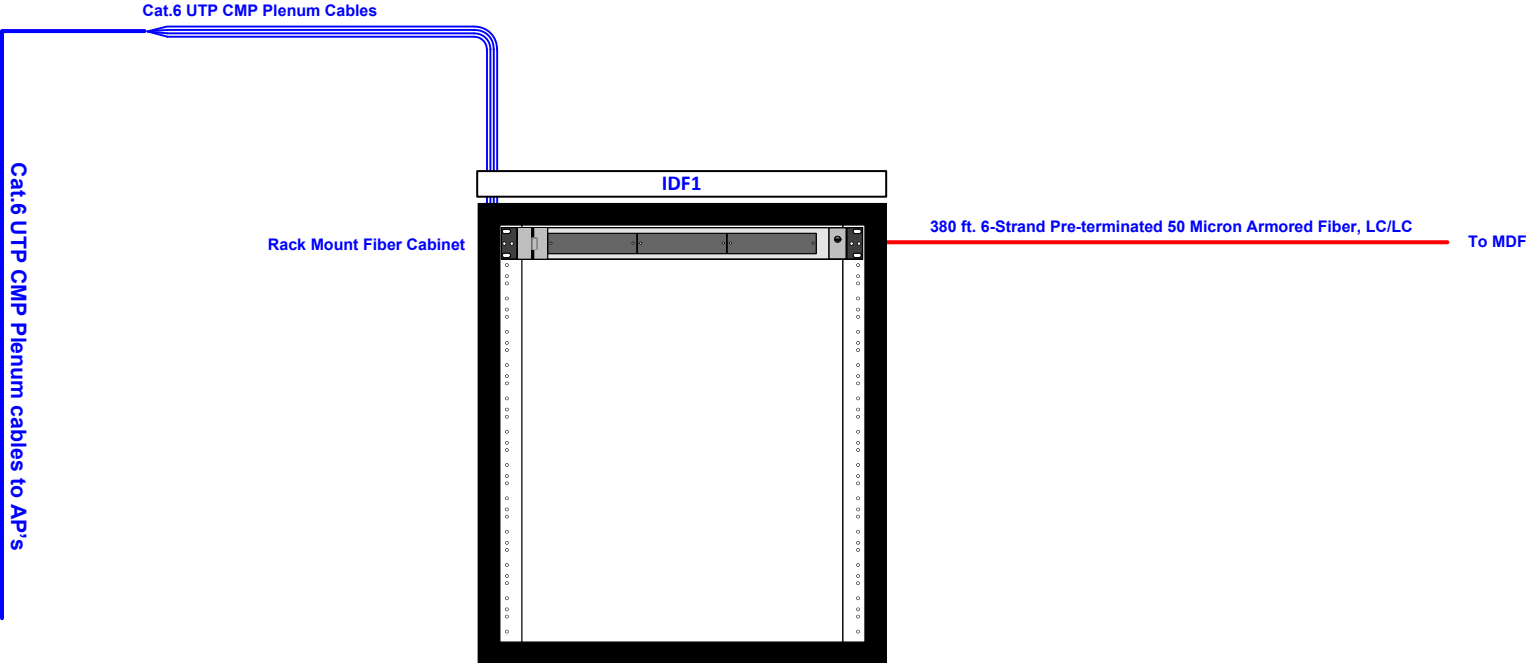 Cat.6 UTP CMP Plenum Cables
Cat.6 UTP CMP Plenum cables to AP's
IDF1
Rack Mount Fiber Cabinet
380 ft. 6-Strand Pre-terminated 50 Micron Armored Fiber, LC/LC
To MDF